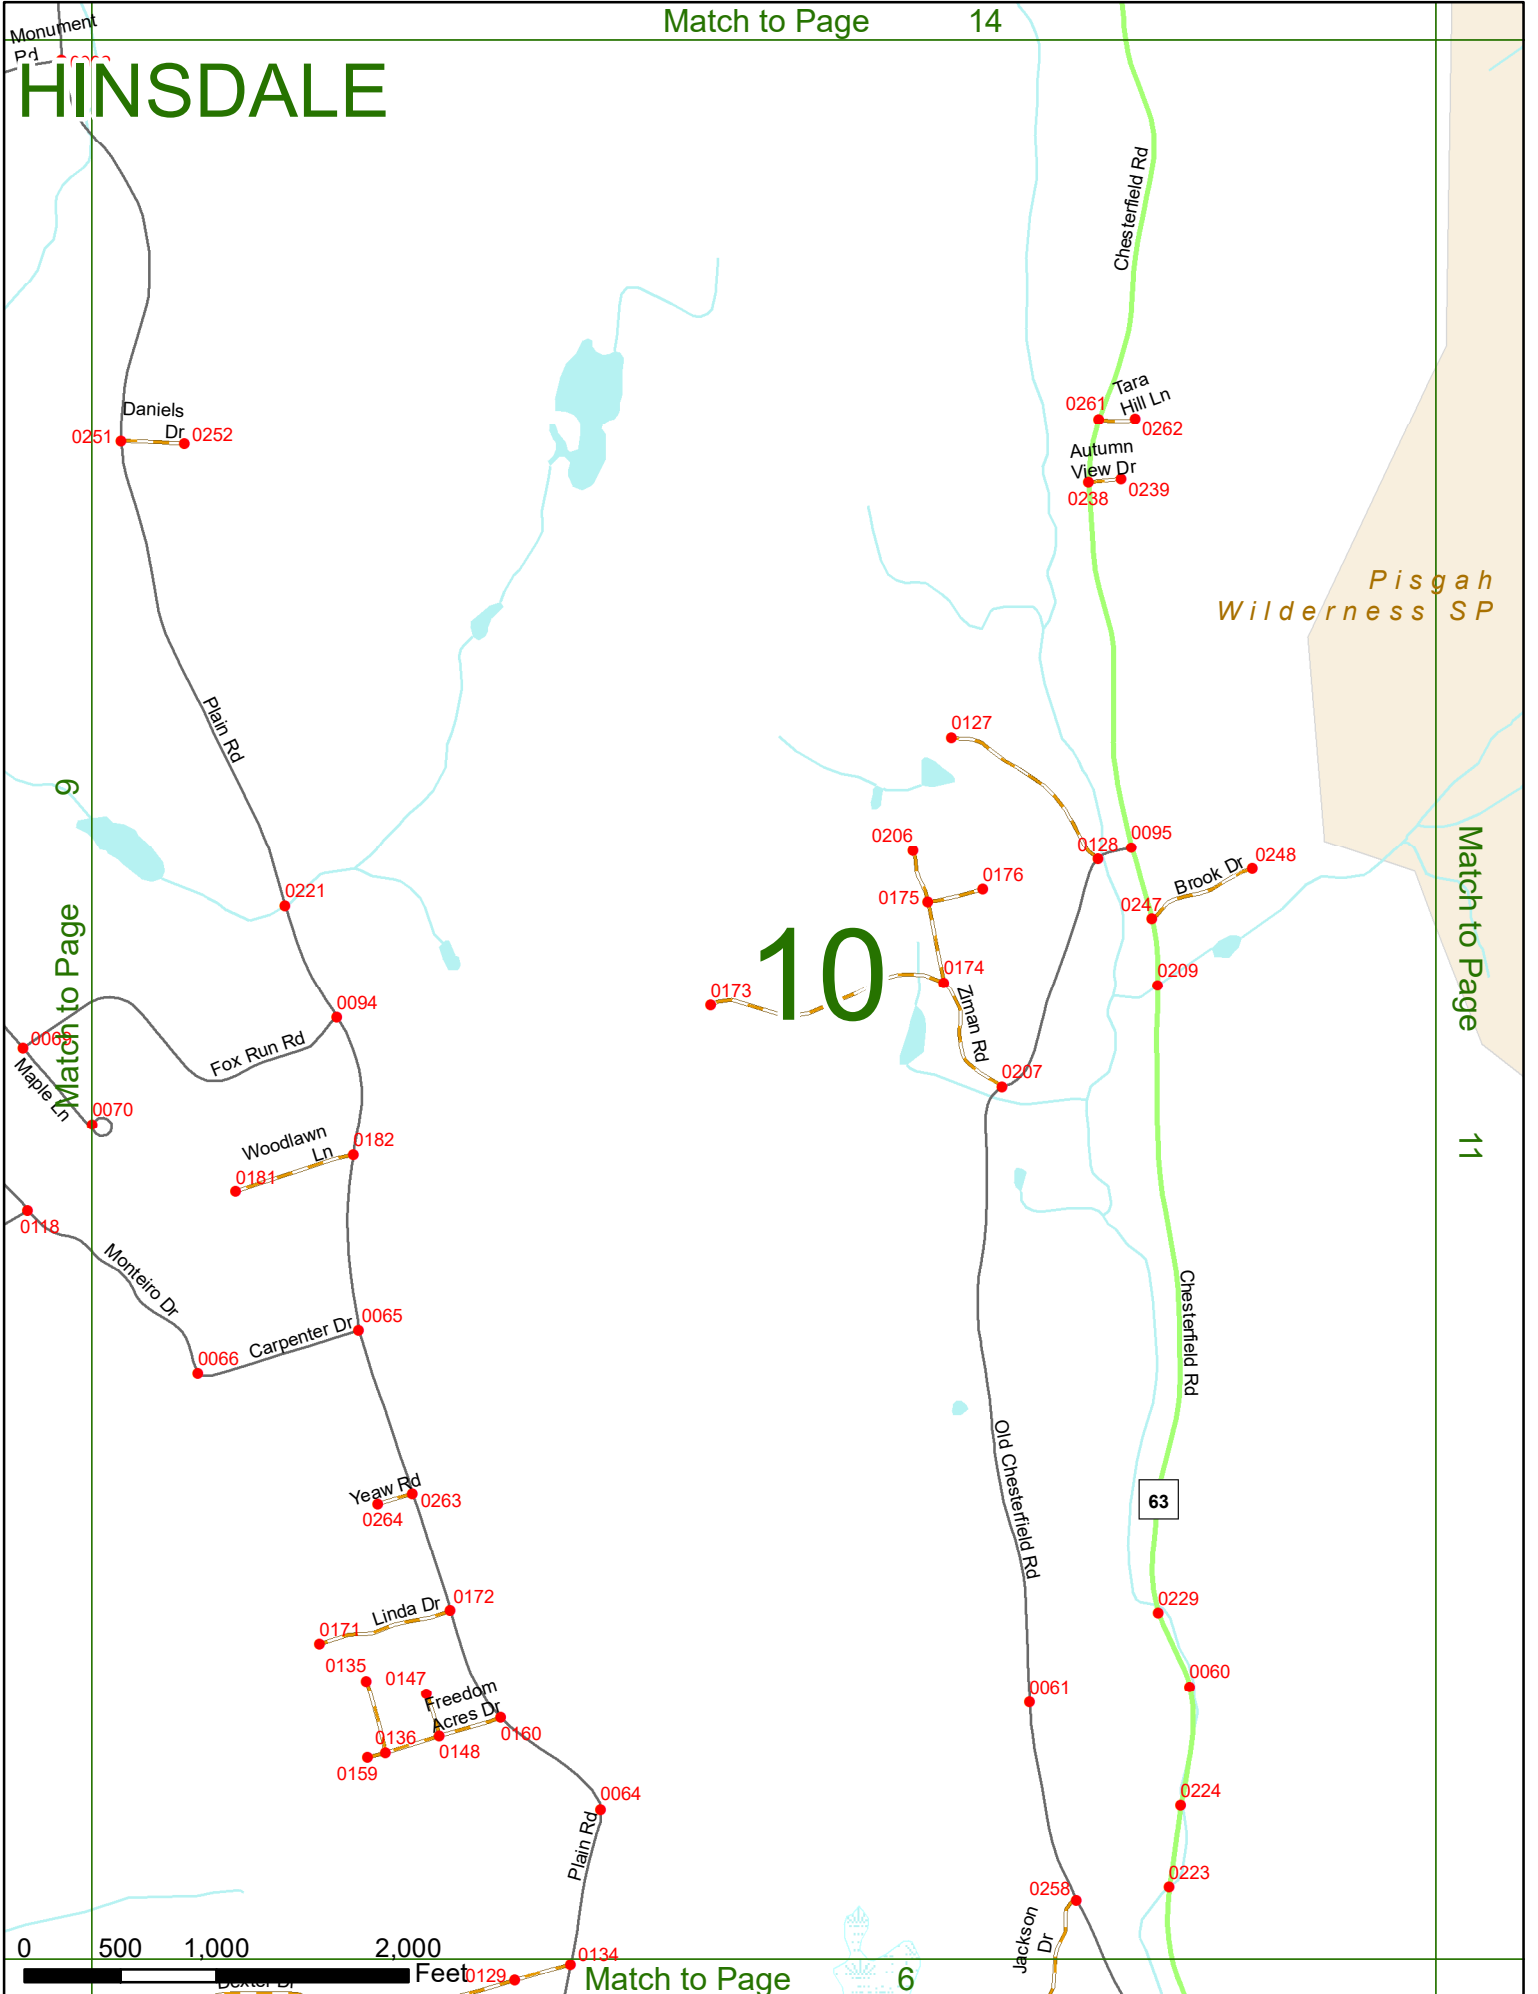 Match to Page 14
Monument
Rd
HINSDALE
Chesterfield Rd
Tara
Hill Ln
0261
0262
Daniels
Dr
0251
0252
Autumn
View Dr
0238
0239
Pisgah
Wilderness SP
Plain Rd
0127
9
Match to Page
0206
0128
0095
0248
Brook Dr
0176
0175
0247
0221
10
Match to Page
11
0174
0209
0173
Ziman Rd
0094
0069
Fox Run Rd
Maple Ln
0207
0070
Woodlawn
Ln
0182
0181
0118
Monteiro Dr
Chesterfield Rd
0065
Carpenter Dr
0066
Old Chesterfield Rd
Yeaw Rd
0263
0264
63
Linda Dr
0172
0171
0229
0135
0147
0060
Freedom
Acres Dr
0061
0160
0136
0148
0159
0064
0224
Plain Rd
0223
0258
Jackson
Dr
0 500 1,000 2,000
Feet
0134
0129
Dexter Dr
Match to Page 6